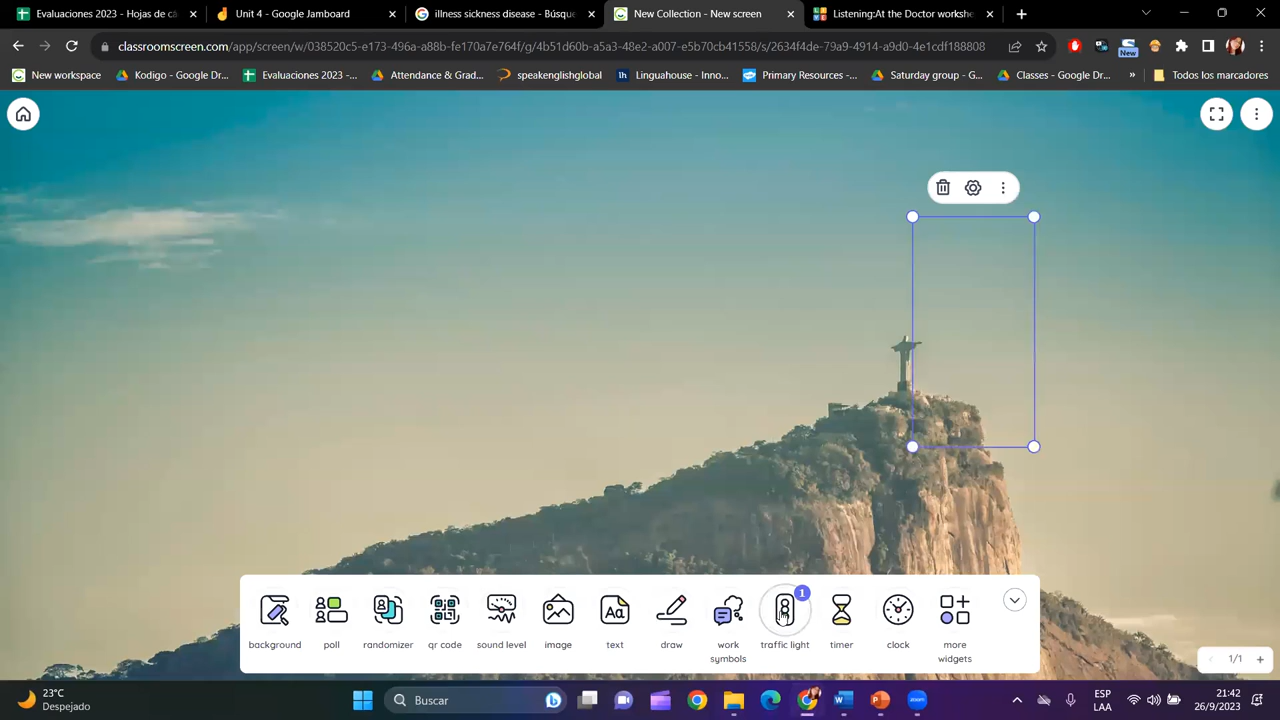 Evaluaciones 2023 - Hojas de cá
Unit 4 - Google Jamboard
illness sickness disease - Búsque
New Collection - New screen
Listening:At the Doctor workshe
classroomscreen.com/app/screen/w/038520c5-e173-496a-a88b-fe170a7e764f/g/4b51d60b-a5a3-48e2-a007-e5b70cb41558/s/2634f4de-79a9-4914-a9d0-4e1cdf188808
New
New workspace
Kodigo - Google Dr...
Evaluaciones 2023 -...
Attendance & Grad...
speakenglishglobal
lh
Linguahouse - Inno...
Primary Resources -...
Saturday group - G...
Classes - Google Dr...
»
Todos los marcadores
1
Aa
background
poll
randomizer
qr code
sound level
image
text
draw
work symbols
traffic light
timer
clock
more widgets
1/1
23°C
Despejado
Buscar
zoom
ESP
LAA
21:42
26/9/2023